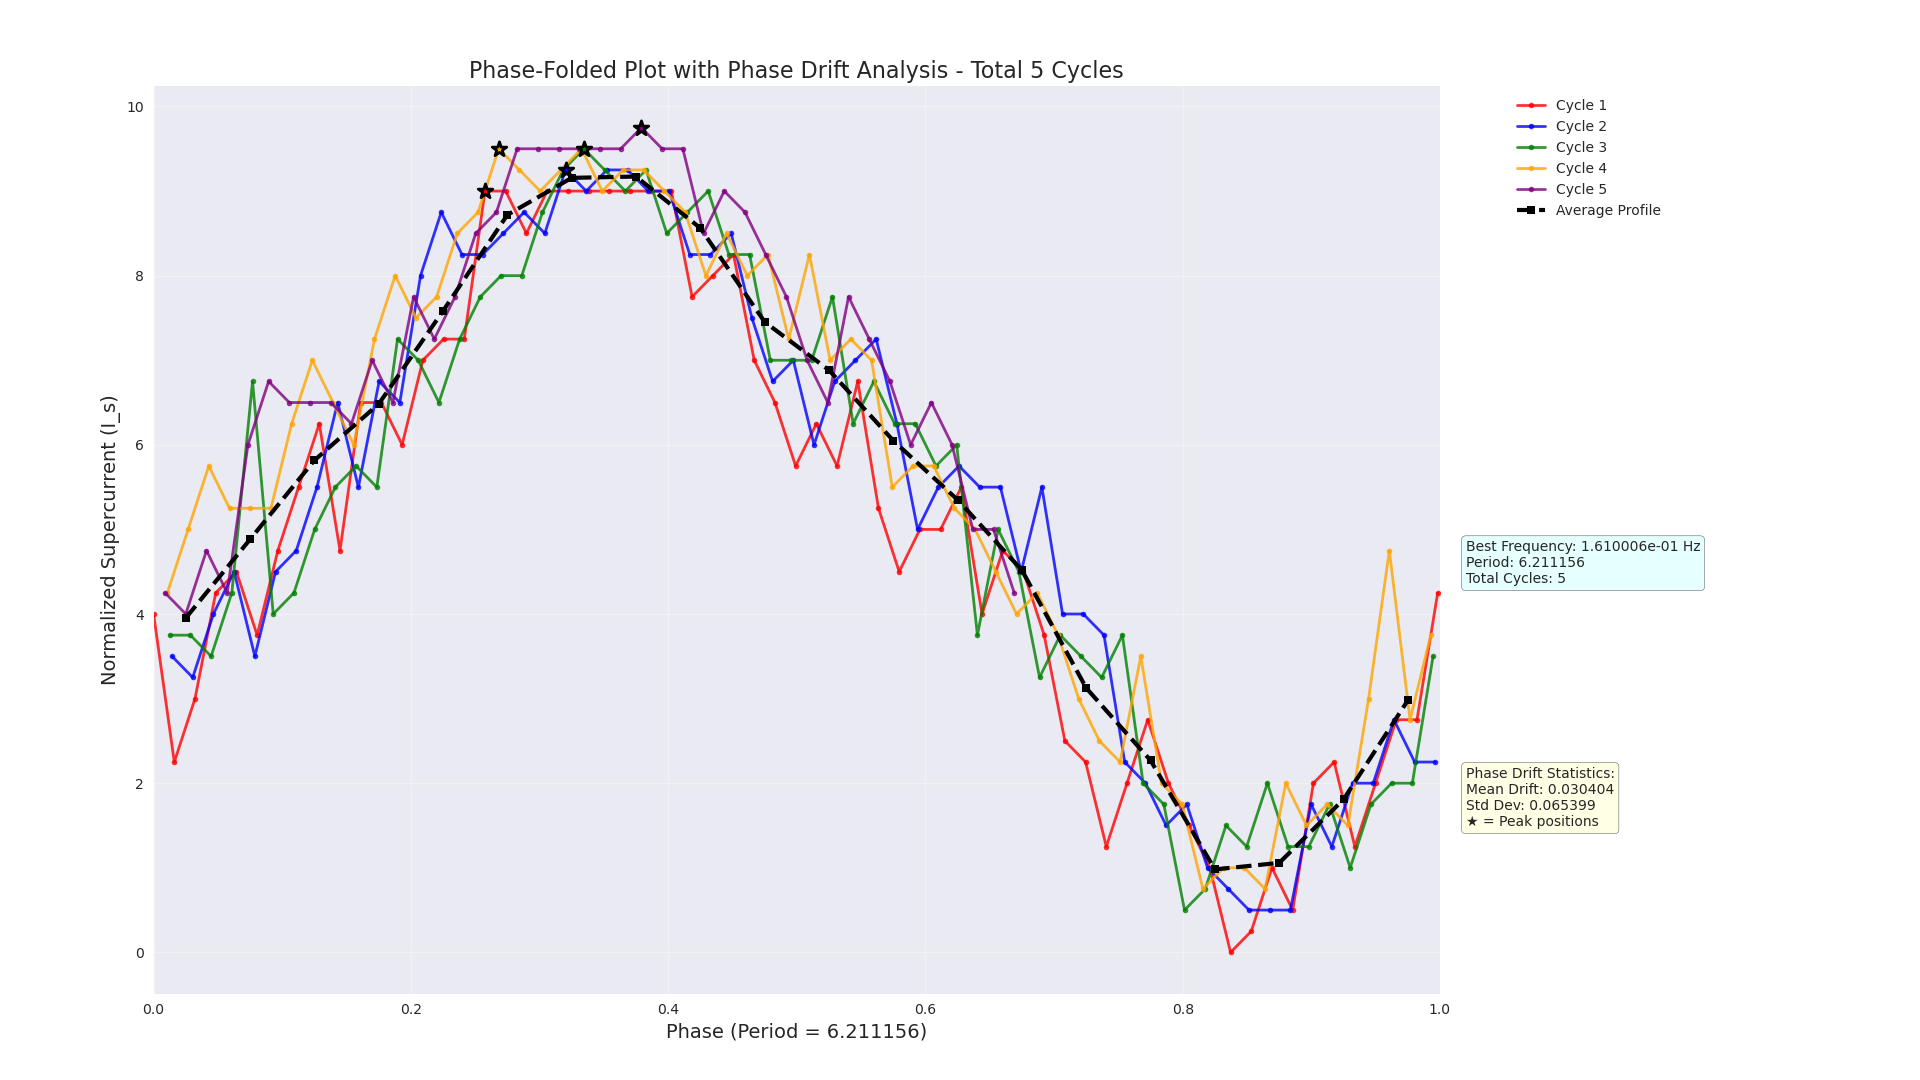 Phase-Folded Plot with Phase Drift Analysis - Total 5 Cycles
Normalized Supercurrent (I_s)
10
8
6
4
2
0
0.0
0.2
0.4
0.6
0.8
1.0
Phase (Period = 6.211156)
Cycle 1
Cycle 2
Cycle 3
Cycle 4
Cycle 5
Average Profile
Best Frequency: 1.610006e-01 Hz
Period: 6.211156
Total Cycles: 5
Phase Drift Statistics:
Mean Drift: 0.030404
Std Dev: 0.065399
★ = Peak positions